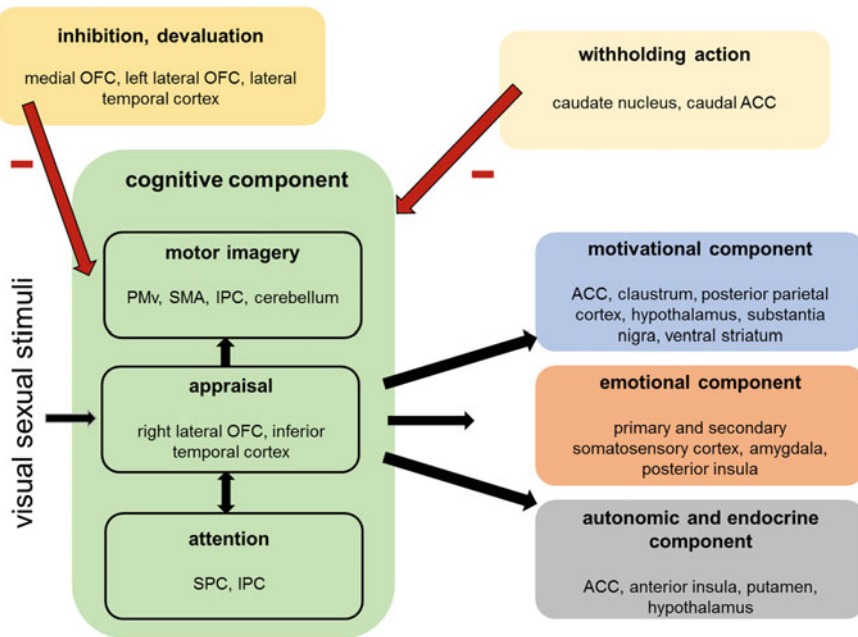 inhibition, devaluation
medial OFC, left lateral OFC, lateral
temporal cortex
withholding action
caudate nucleus, caudal ACC
cognitive component
motor imagery
PMv, SMA, IPC, cerebellum
appraisal
right lateral OFC, inferior
temporal cortex
attention
SPC, IPC
visual sexual stimuli
motivational component
ACC, claustrum, posterior parietal
cortex, hypothalamus, substantia
nigra, ventral striatum
emotional component
primary and secondary
somatosensory cortex, amygdala,
posterior insula
autonomic and endocrine
component
ACC, anterior insula, putamen,
hypothalamus